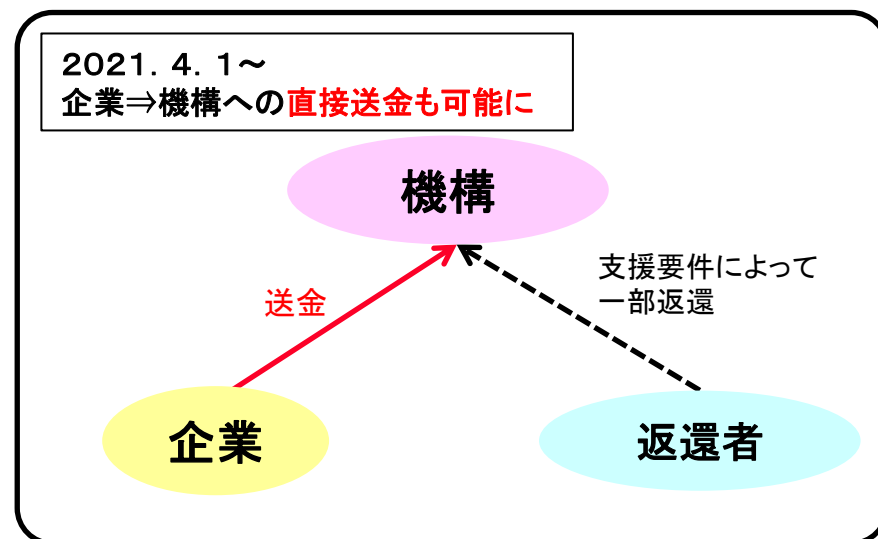 2021. 4. 1~
企業⇒機構への直接送金も可能に
機構
支援要件によって
一部返還
送金
企業
返還者